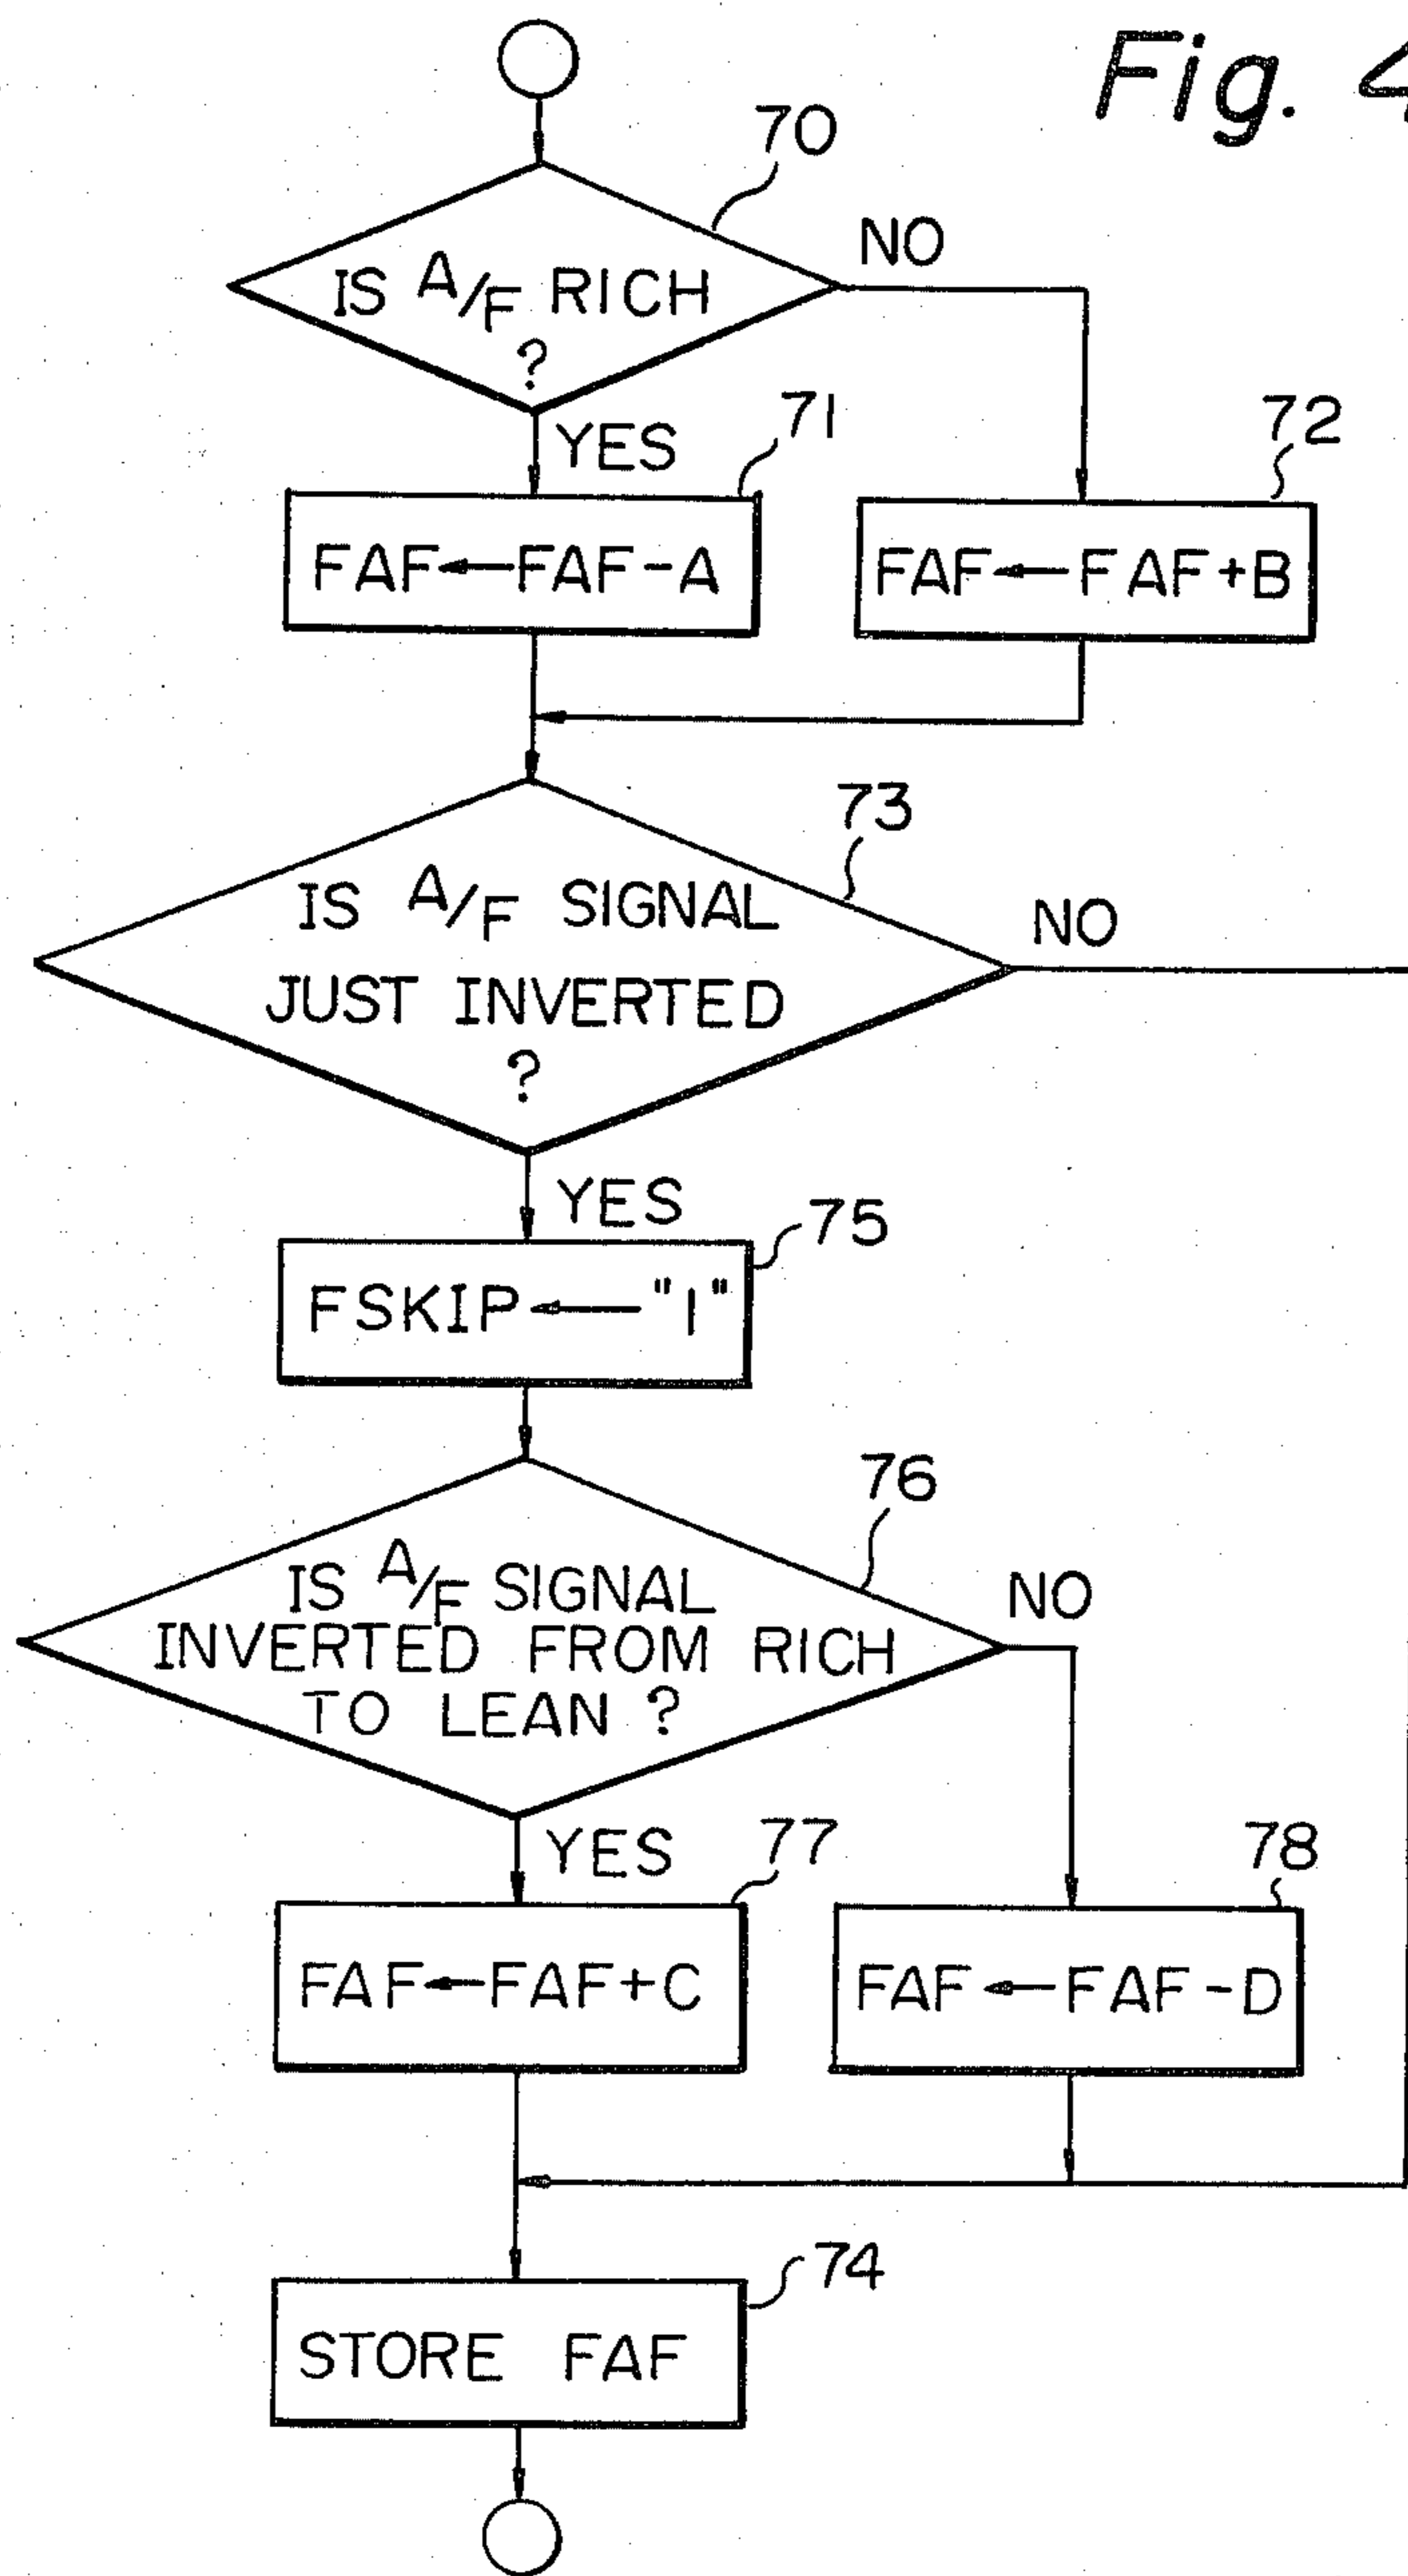 Fig. 4
70
IS A/F RICH
?
NO
YES
71
72
FAF←FAF-A
FAF←FAF+B
73
IS A/F SIGNAL
JUST INVERTED
?
NO
YES
75
FSKIP←"1"
76
IS A/F SIGNAL
INVERTED FROM RICH
TO LEAN ?
NO
YES
77
78
FAF←FAF+C
FAF←FAF-D
74
STORE FAF